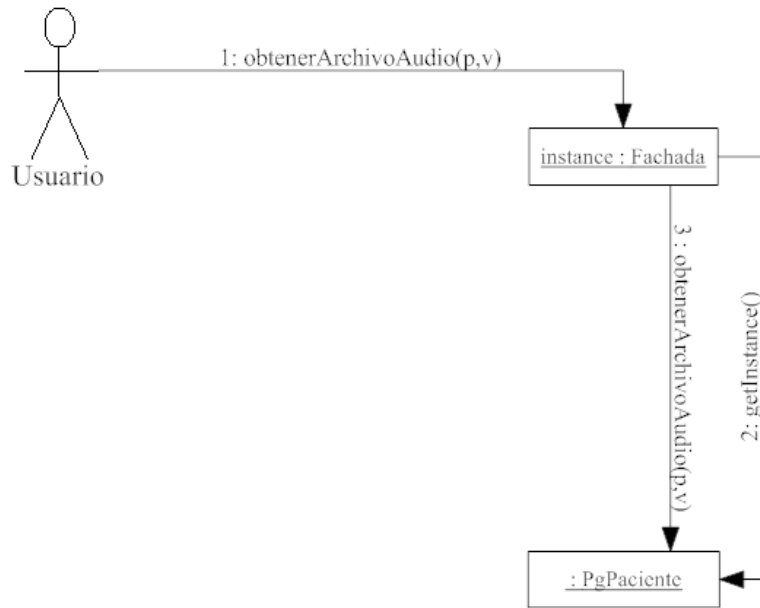 1: obtenerArchivoAudio(p,v)
Usuario
instance : Fachada
3 : obtenerArchivoAudio(p,v)
2: getInstance()
: PgPaciente